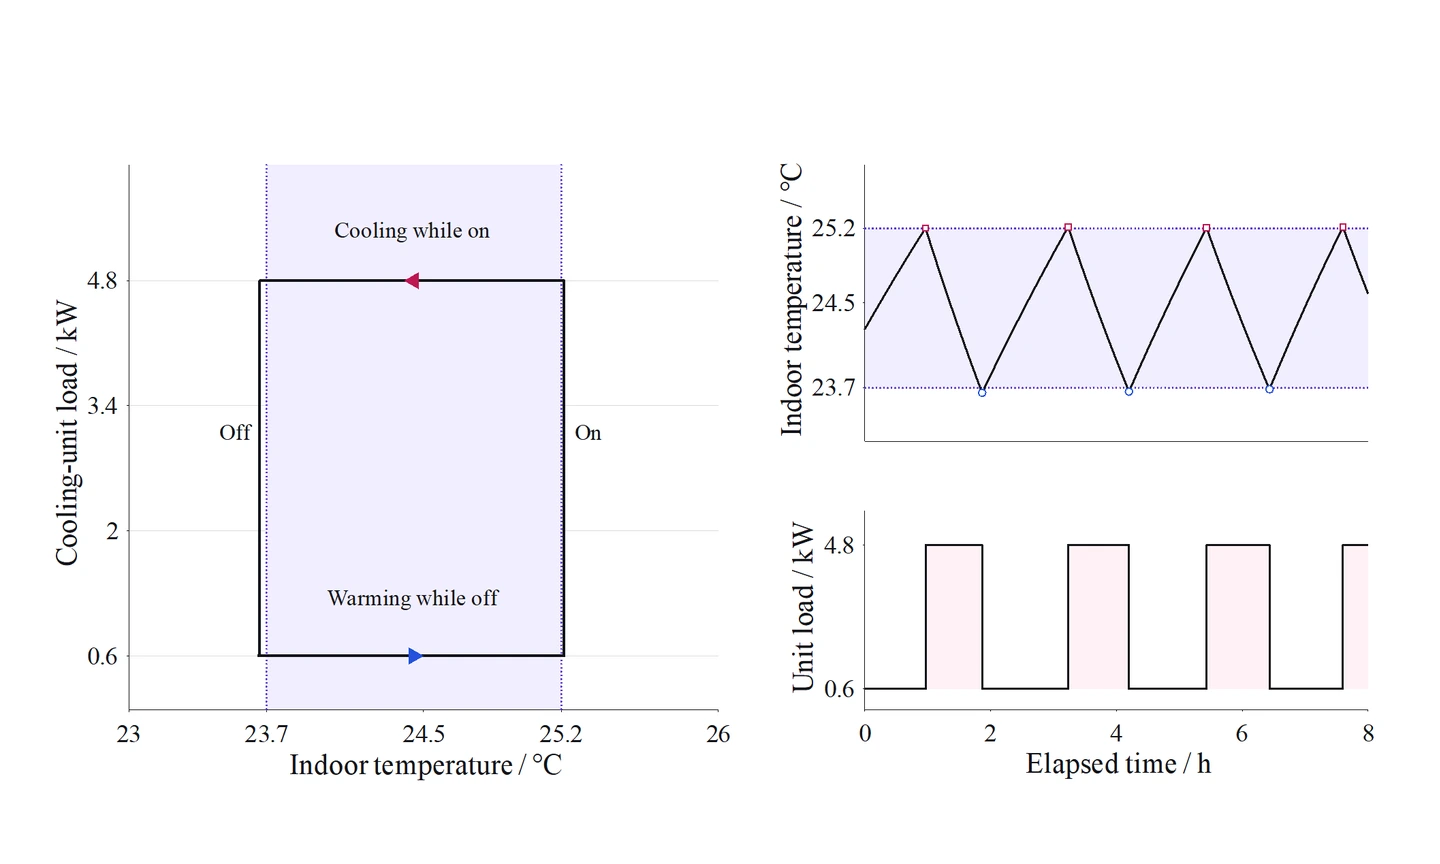 Cooling-unit load / kW
4.8
3.4
2
0.6
Cooling while on
Off
On
Warming while off
23
23.7
24.5
25.2
26
Indoor temperature / °C
Indoor temperature / °C
25.2
24.5
23.7
Unit load / kW
4.8
0.6
0
2
4
6
8
Elapsed time / h